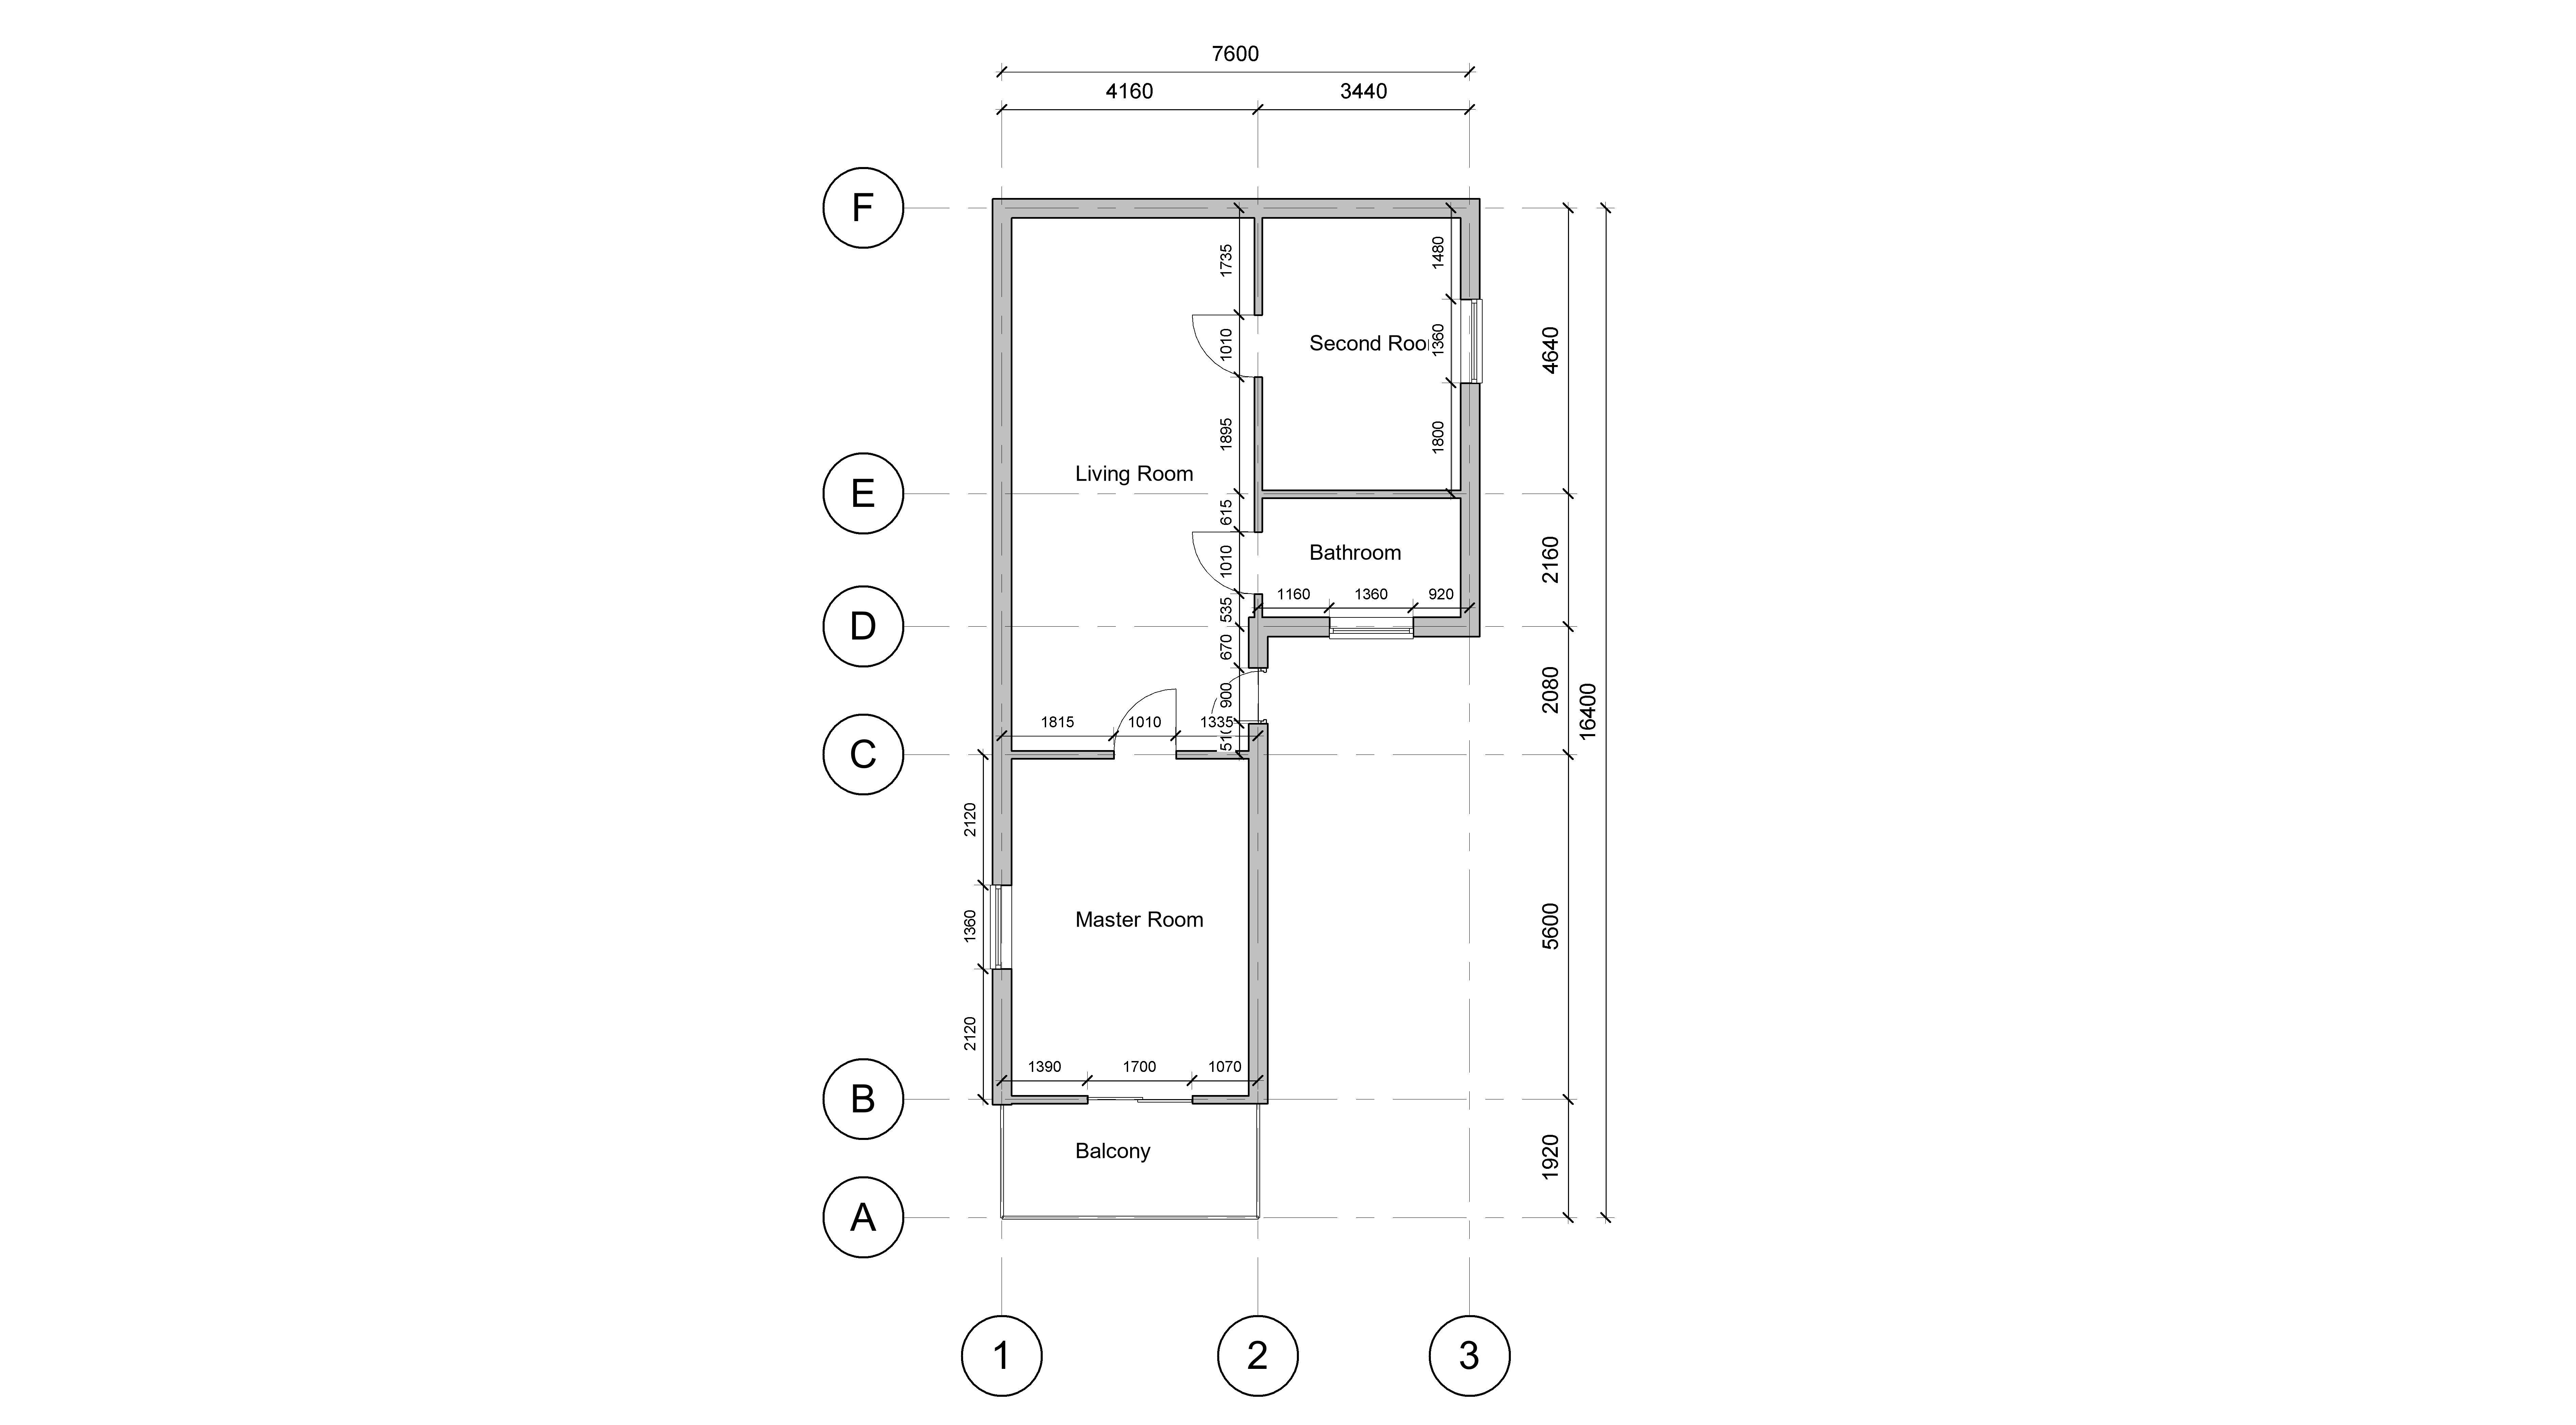 7600
4160 3440
F
1735
1480
1010
Second Roo
1360
4640
1895
1800
Living Room
E
615
Bathroom
1010
2160
1160 1360 920
535
D
670
900
2080
16400
1815 1010 1335
510
C
2120
Master Room
1360
5600
2120
1390 1700 1070
B
Balcony
1920
A
1 2 3